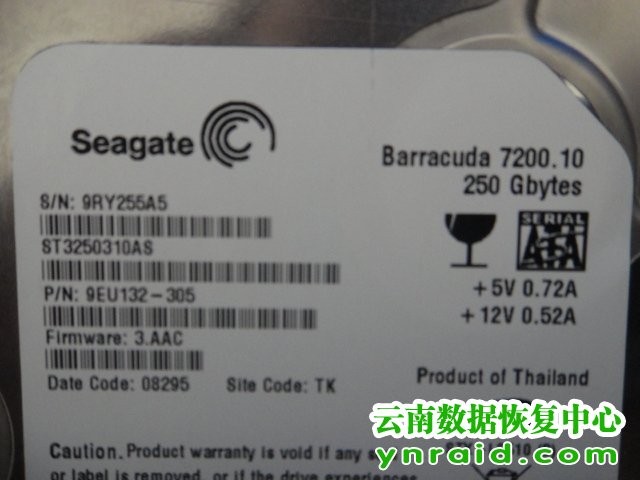 Seagate
Barracuda 7200.10
250 Gbytes
S/N: 9RY255A5
ST3250310AS
P/N: 9EU132-305
Firmware: 3.AAC
Date Code: 08295 Site Code: TK
SERIAL
ATA
+5V 0.72A
+12V 0.52A
Product of Thailand
Caution. Product warranty is void if any
or label is removed, or if the drive experiences
云南数据恢复中心
ynraid.com